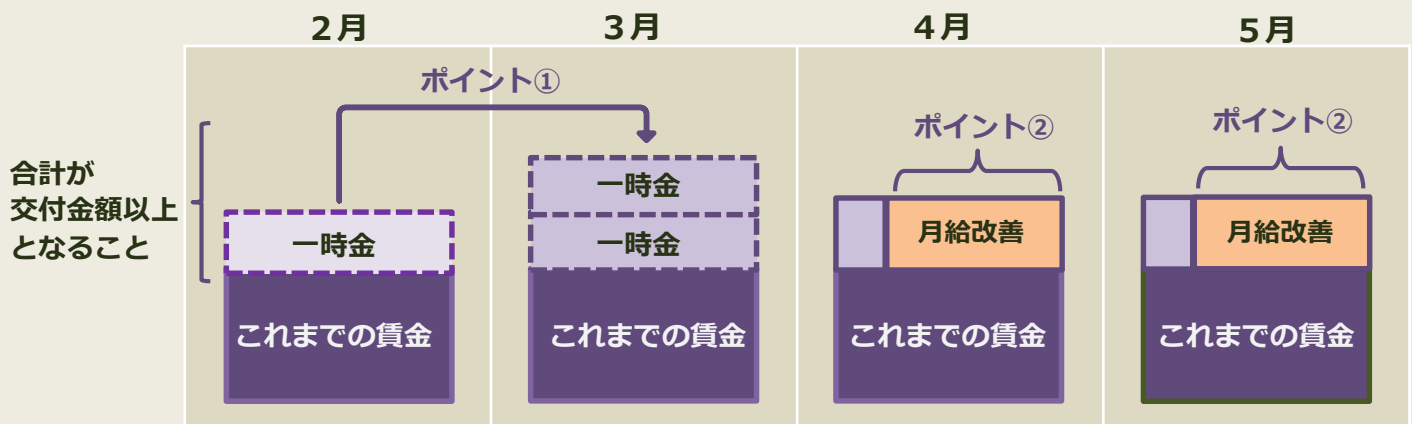 ２月
３月
４月
５月
ポイント①
ポイント②
ポイント②
合計が
交付金額以上
となること
一時金
一時金
一時金
月給改善
月給改善
これまでの賃金
これまでの賃金
これまでの賃金
これまでの賃金